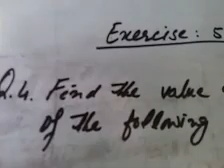 Exercise: 5
Q.4. Find the value
of the following